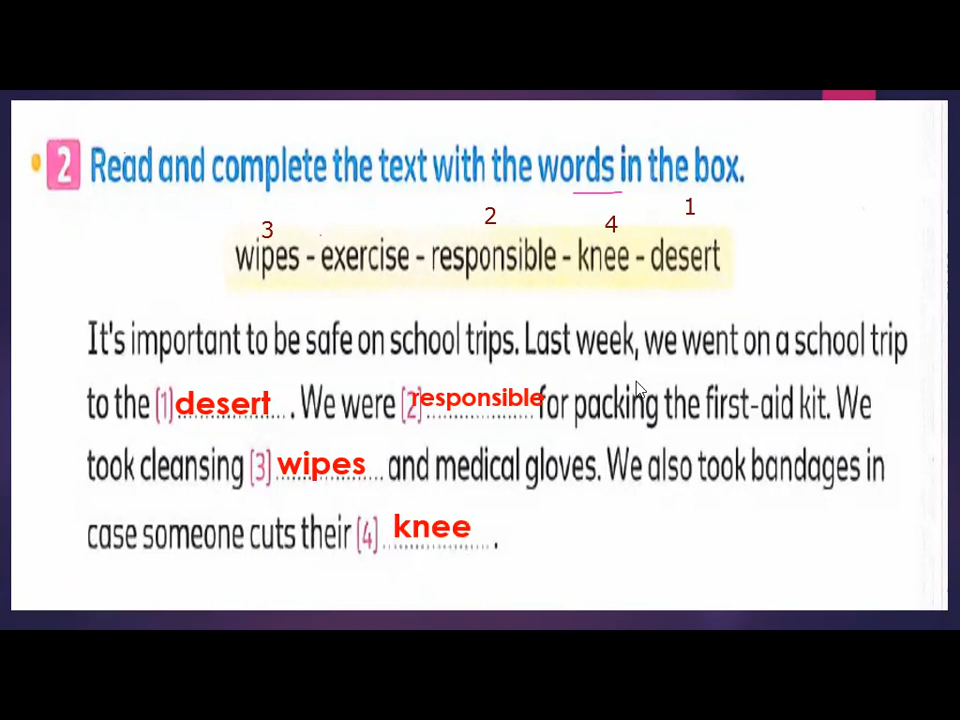 2 Read and complete the text with the words in the box.
3 2 4 1
wipes - exercise - responsible - knee - desert
It's important to be safe on school trips. Last week, we went on a school trip
to the (1) desert . We were (2) responsible for packing the first-aid kit. We
took cleansing (3) wipes and medical gloves. We also took bandages in
case someone cuts their (4) knee .